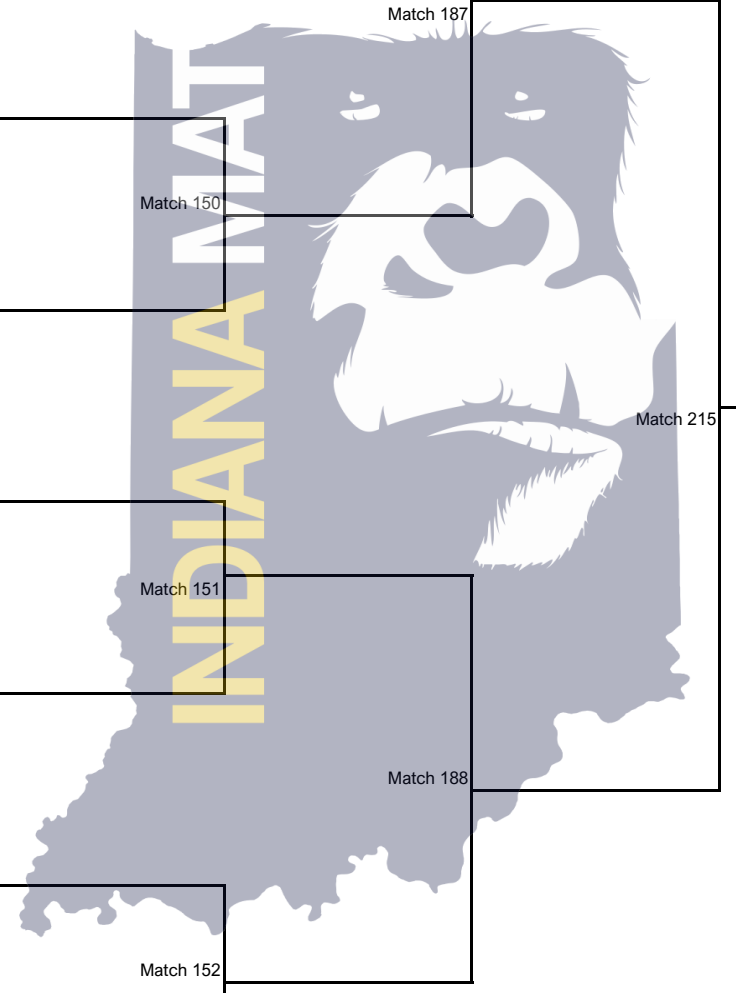 Match 187
INDIANA MAT
Match 150
Match 215
Match 151
Match 188
Match 152